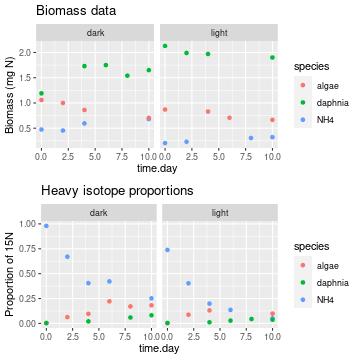 Biomass data
dark
light
Biomass (mg N)
2.0
1.5
1.0
0.5
0.0 2.5 5.0 7.5 10.0 0.0 2.5 5.0 7.5 10.0
time.day
species
algae
daphnia
NH4
Heavy isotope proportions
dark
light
Proportion of 15N
1.00
0.75
0.50
0.25
0.00
0.0 2.5 5.0 7.5 10.0 0.0 2.5 5.0 7.5 10.0
time.day
species
algae
daphnia
NH4